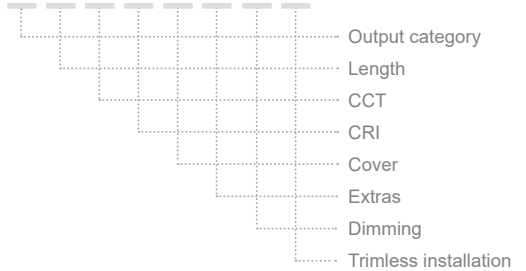 Output category
Length
CCT
CRI
Cover
Extras
Dimming
Trimless installation